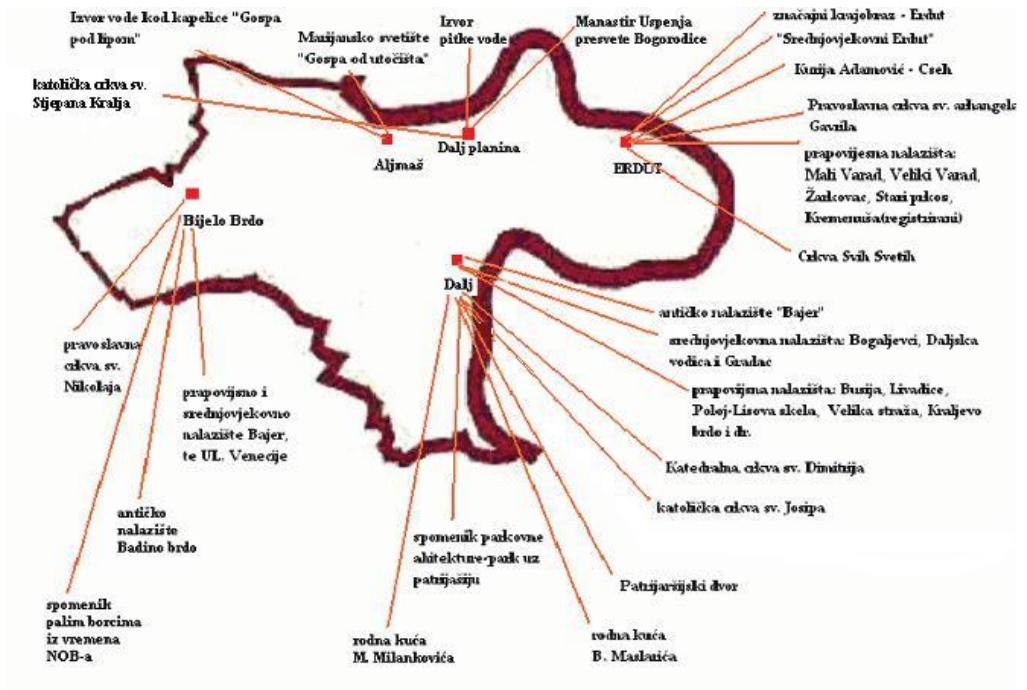 Izvor vode kod kapelice "Gospa
pod lipom"
Marijansko svetište
"Gospa od utočišta"
Izvor
pitke vode
Manastir Uspenja
presvete Bogorodice
značajni krajobraz - Erdut
"Srednjovjekovni Erdut"
Kurija Adamović - Cseh
Pravoslavna crkva sv. arhangela
Gavrila
prapovijesna nalazišta:
Mali Varad, Veliki Varad,
Žarkovac, Stari prkos,
Kremenuša(registrirani)
Crkva Svih Svetih
katolička crkva sv.
Stjepana Kralja
Aljmaš
Dalj planina
ERDUT
Bijelo Brdo
Dalj
antičko nalazište "Bajer"
srednjovjekovna nalazišta: Bogaljevci, Daljska
vodica i Gradac
prapovijsna nalazišta: Busija, Livadice,
Poloj-Lisova skela, Velika straža, Kraljevo
brdo i dr.
Katedralna crkva sv. Dimitrija
katolička crkva sv. Josipa
Patrijaršijski dvor
rodna kuća
B. Maslarića
spomenik parkovne
ahitekture-park uz
patrijašiju
rodna kuća
M. Milankovića
pravoslavna
crkva sv.
Nikolaja
prapovijsno i
srednjovjekovno
nalazište Bajer,
te UL. Venecije
antičko
nalazište
Badino brdo
spomenik
palim borcima
iz vremena
NOB-a